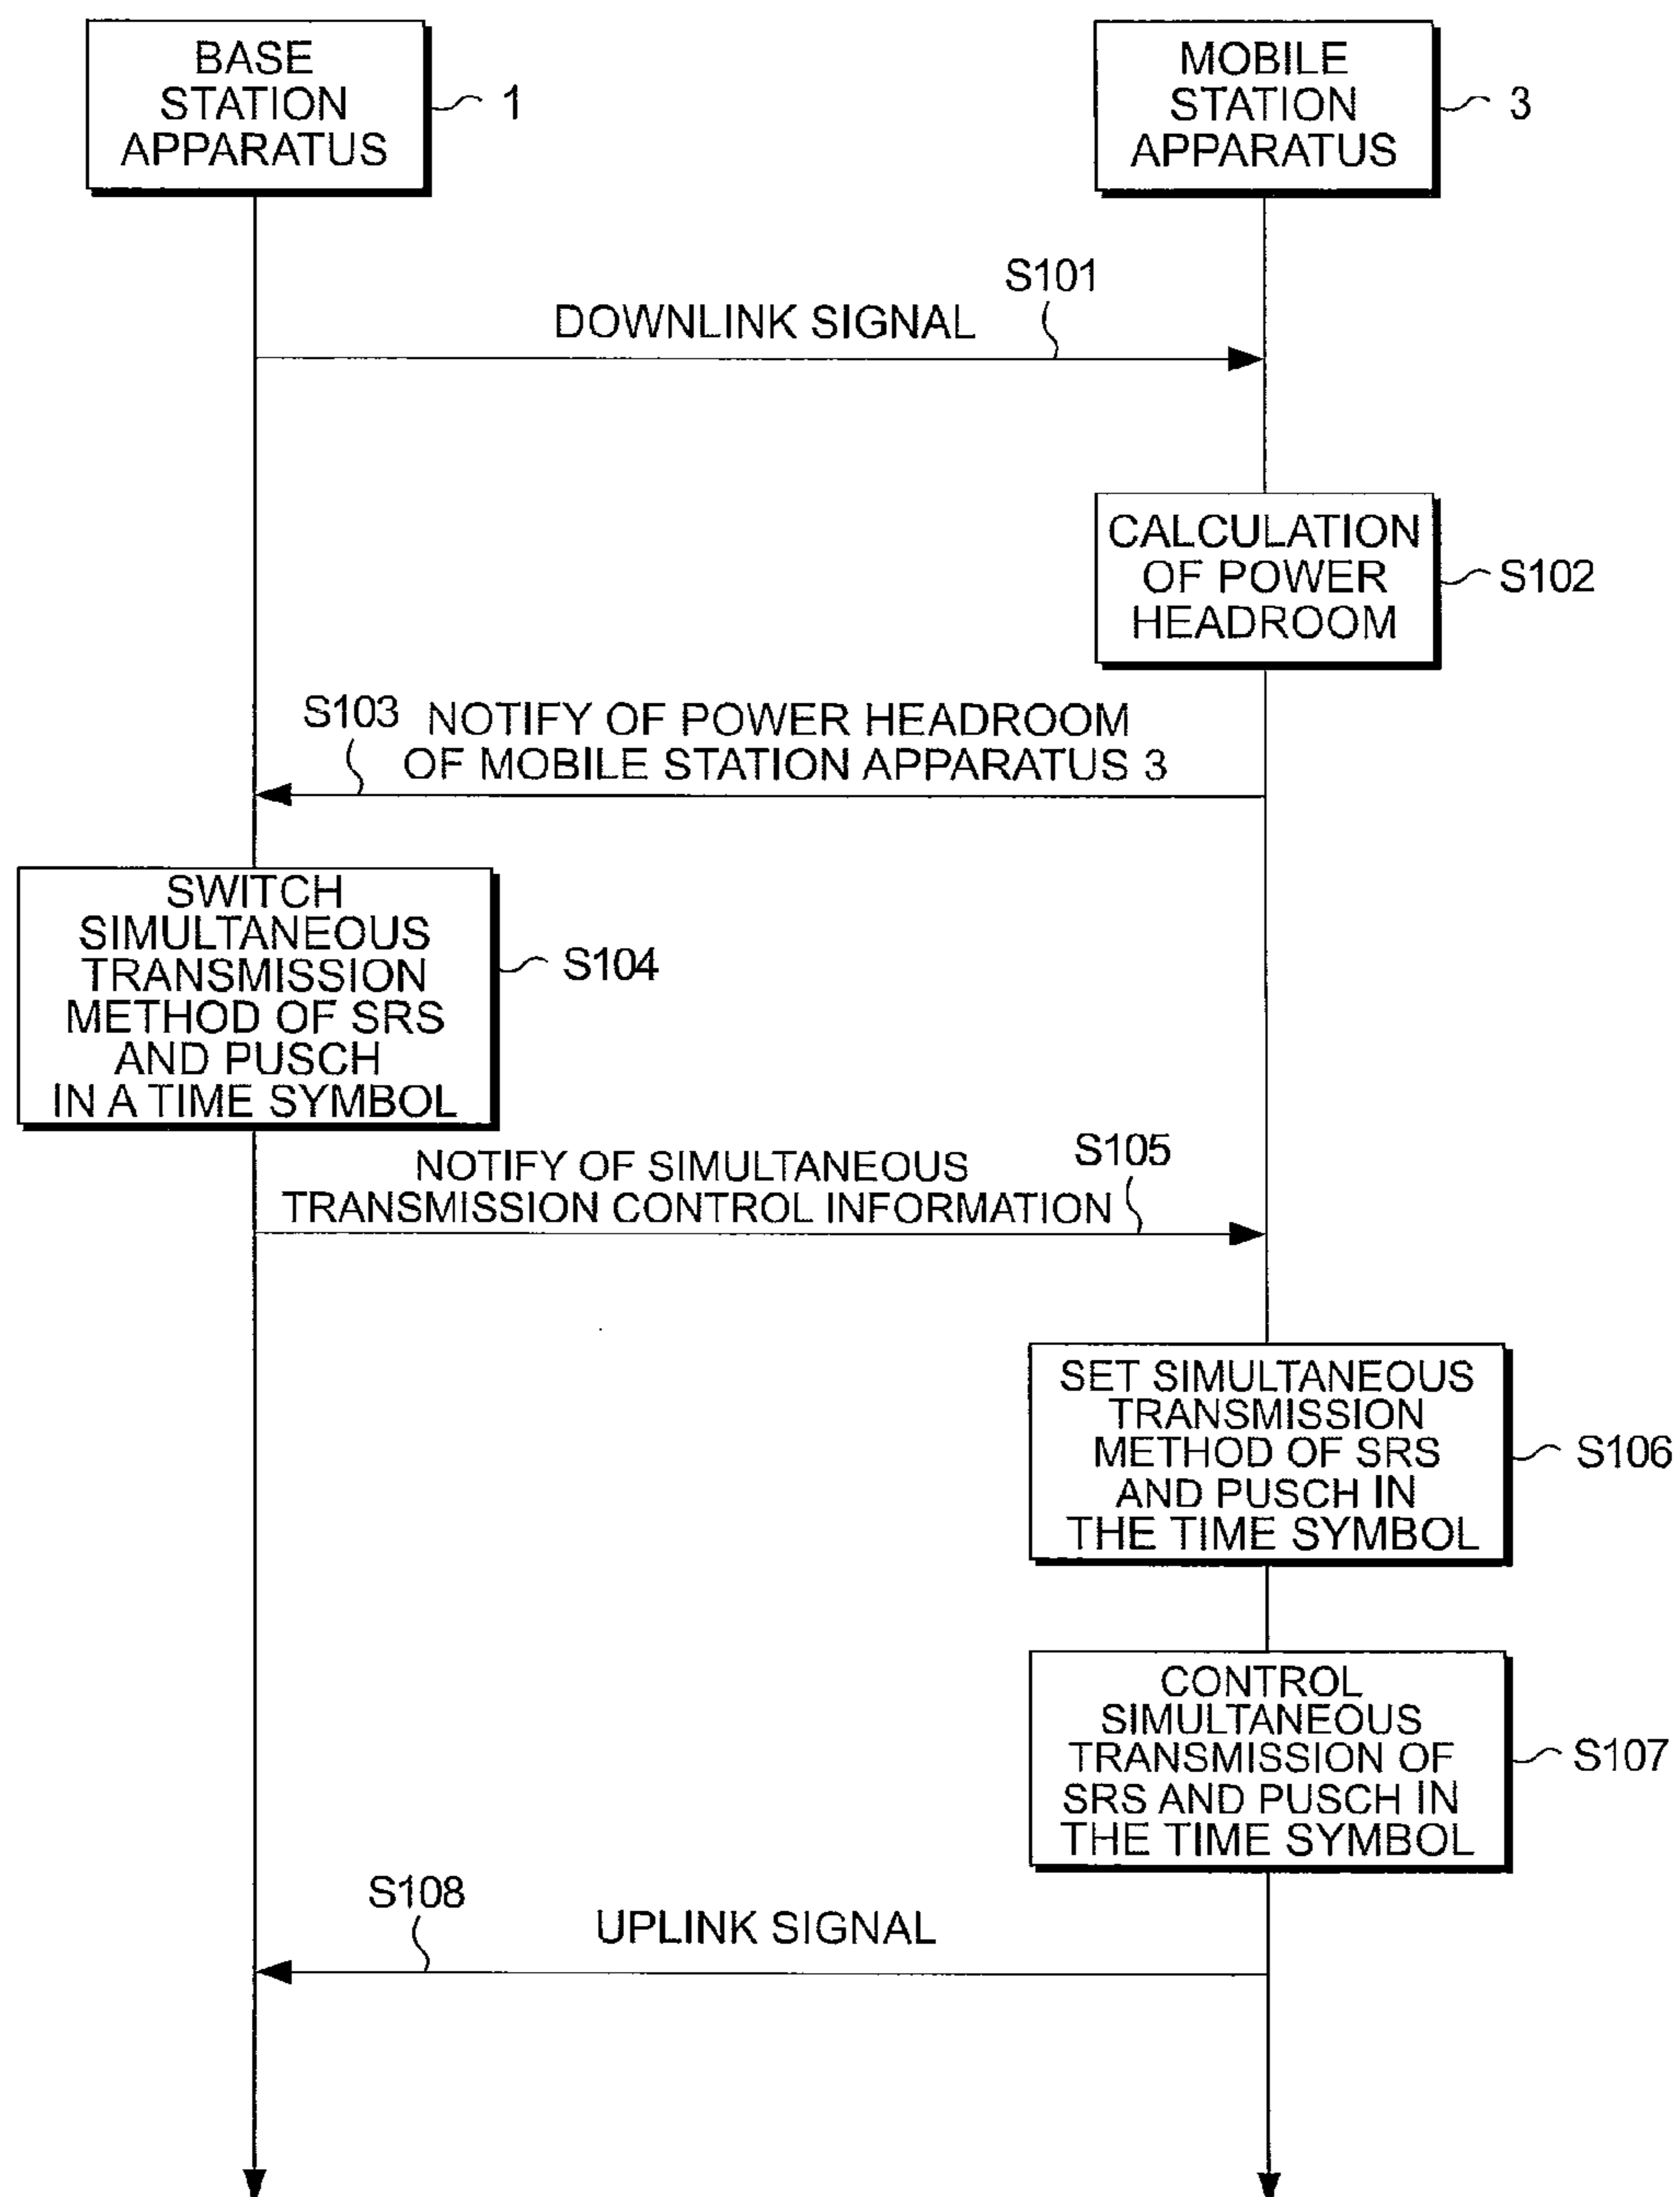 BASE
STATION
APPARATUS
1
MOBILE
STATION
APPARATUS
3
S101
DOWNLINK SIGNAL
CALCULATION
OF POWER
HEADROOM
S102
S103
NOTIFY OF POWER HEADROOM
OF MOBILE STATION APPARATUS 3
SWITCH
SIMULTANEOUS
TRANSMISSION
METHOD OF SRS
AND PUSCH
IN A TIME SYMBOL
S104
NOTIFY OF SIMULTANEOUS
TRANSMISSION CONTROL INFORMATION
S105
SET SIMULTANEOUS
TRANSMISSION
METHOD OF SRS
AND PUSCH IN
THE TIME SYMBOL
S106
CONTROL
SIMULTANEOUS
TRANSMISSION OF
SRS AND PUSCH IN
THE TIME SYMBOL
S107
S108
UPLINK SIGNAL